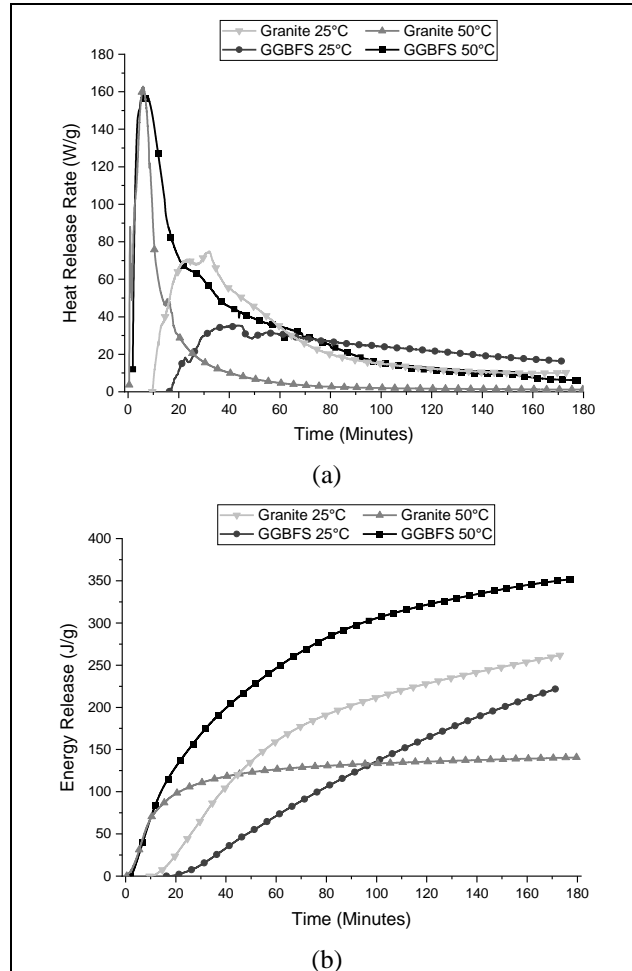 Granite 25°C Granite 50°C
GGBFS 25°C GGBFS 50°C
180
160
140
120
100
80
60
40
20
0
Heat Release Rate (W/g)
0 20 40 60 80 100 120 140 160 180
Time (Minutes)
(a)
Granite 25°C Granite 50°C
GGBFS 25°C GGBFS 50°C
400
350
300
250
200
150
100
50
0
Energy Release (J/g)
0 20 40 60 80 100 120 140 160 180
Time (Minutes)
(b)